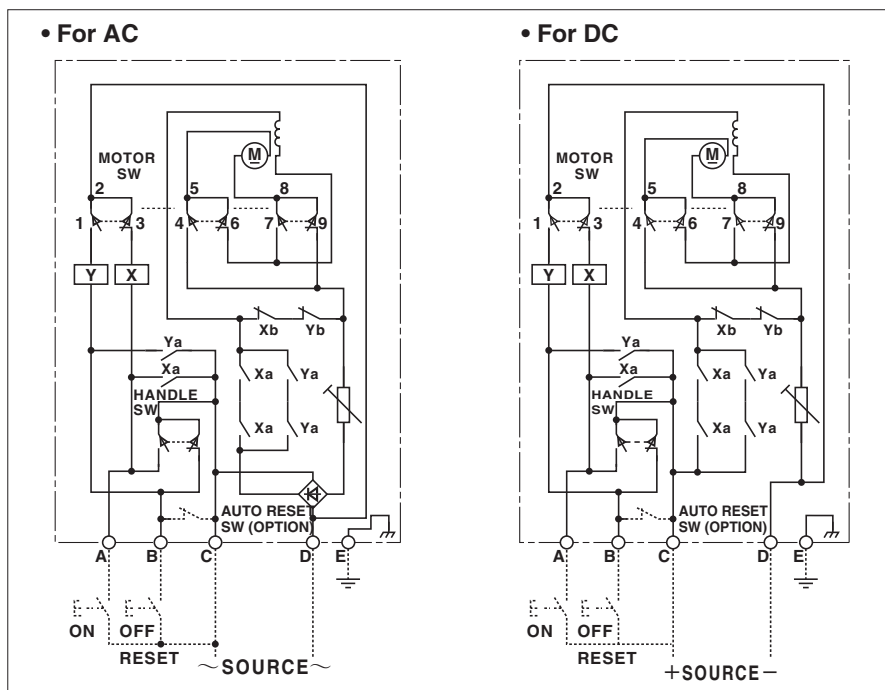 • For AC
MOTOR
SW
2
1
3
5
4
6
8
7
9
M
Y
X
Xb
Yb
Ya
Xa
HANDLE
SW
Xa
Ya
Xa
Ya
AUTO RESET
SW (OPTION)
A
B
C
D
E
ON
OFF
RESET
~SOURCE~
• For DC
MOTOR
SW
2
1
3
5
4
6
8
7
9
M
Y
X
Xb
Yb
Ya
Xa
HANDLE
SW
Xa
Ya
Xa
Ya
AUTO RESET
SW (OPTION)
A
B
C
D
E
ON
OFF
RESET
+SOURCE−